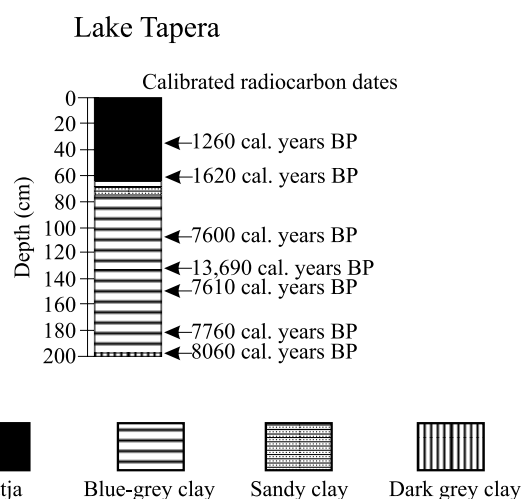 Lake Tapera
Calibrated radiocarbon dates
Depth (cm)
0
20
40
60
80
100
120
140
160
180
200
1260 cal. years BP
1620 cal. years BP
7600 cal. years BP
13,690 cal. years BP
7610 cal. years BP
7760 cal. years BP
8060 cal. years BP
tja
Blue-grey clay
Sandy clay
Dark grey clay